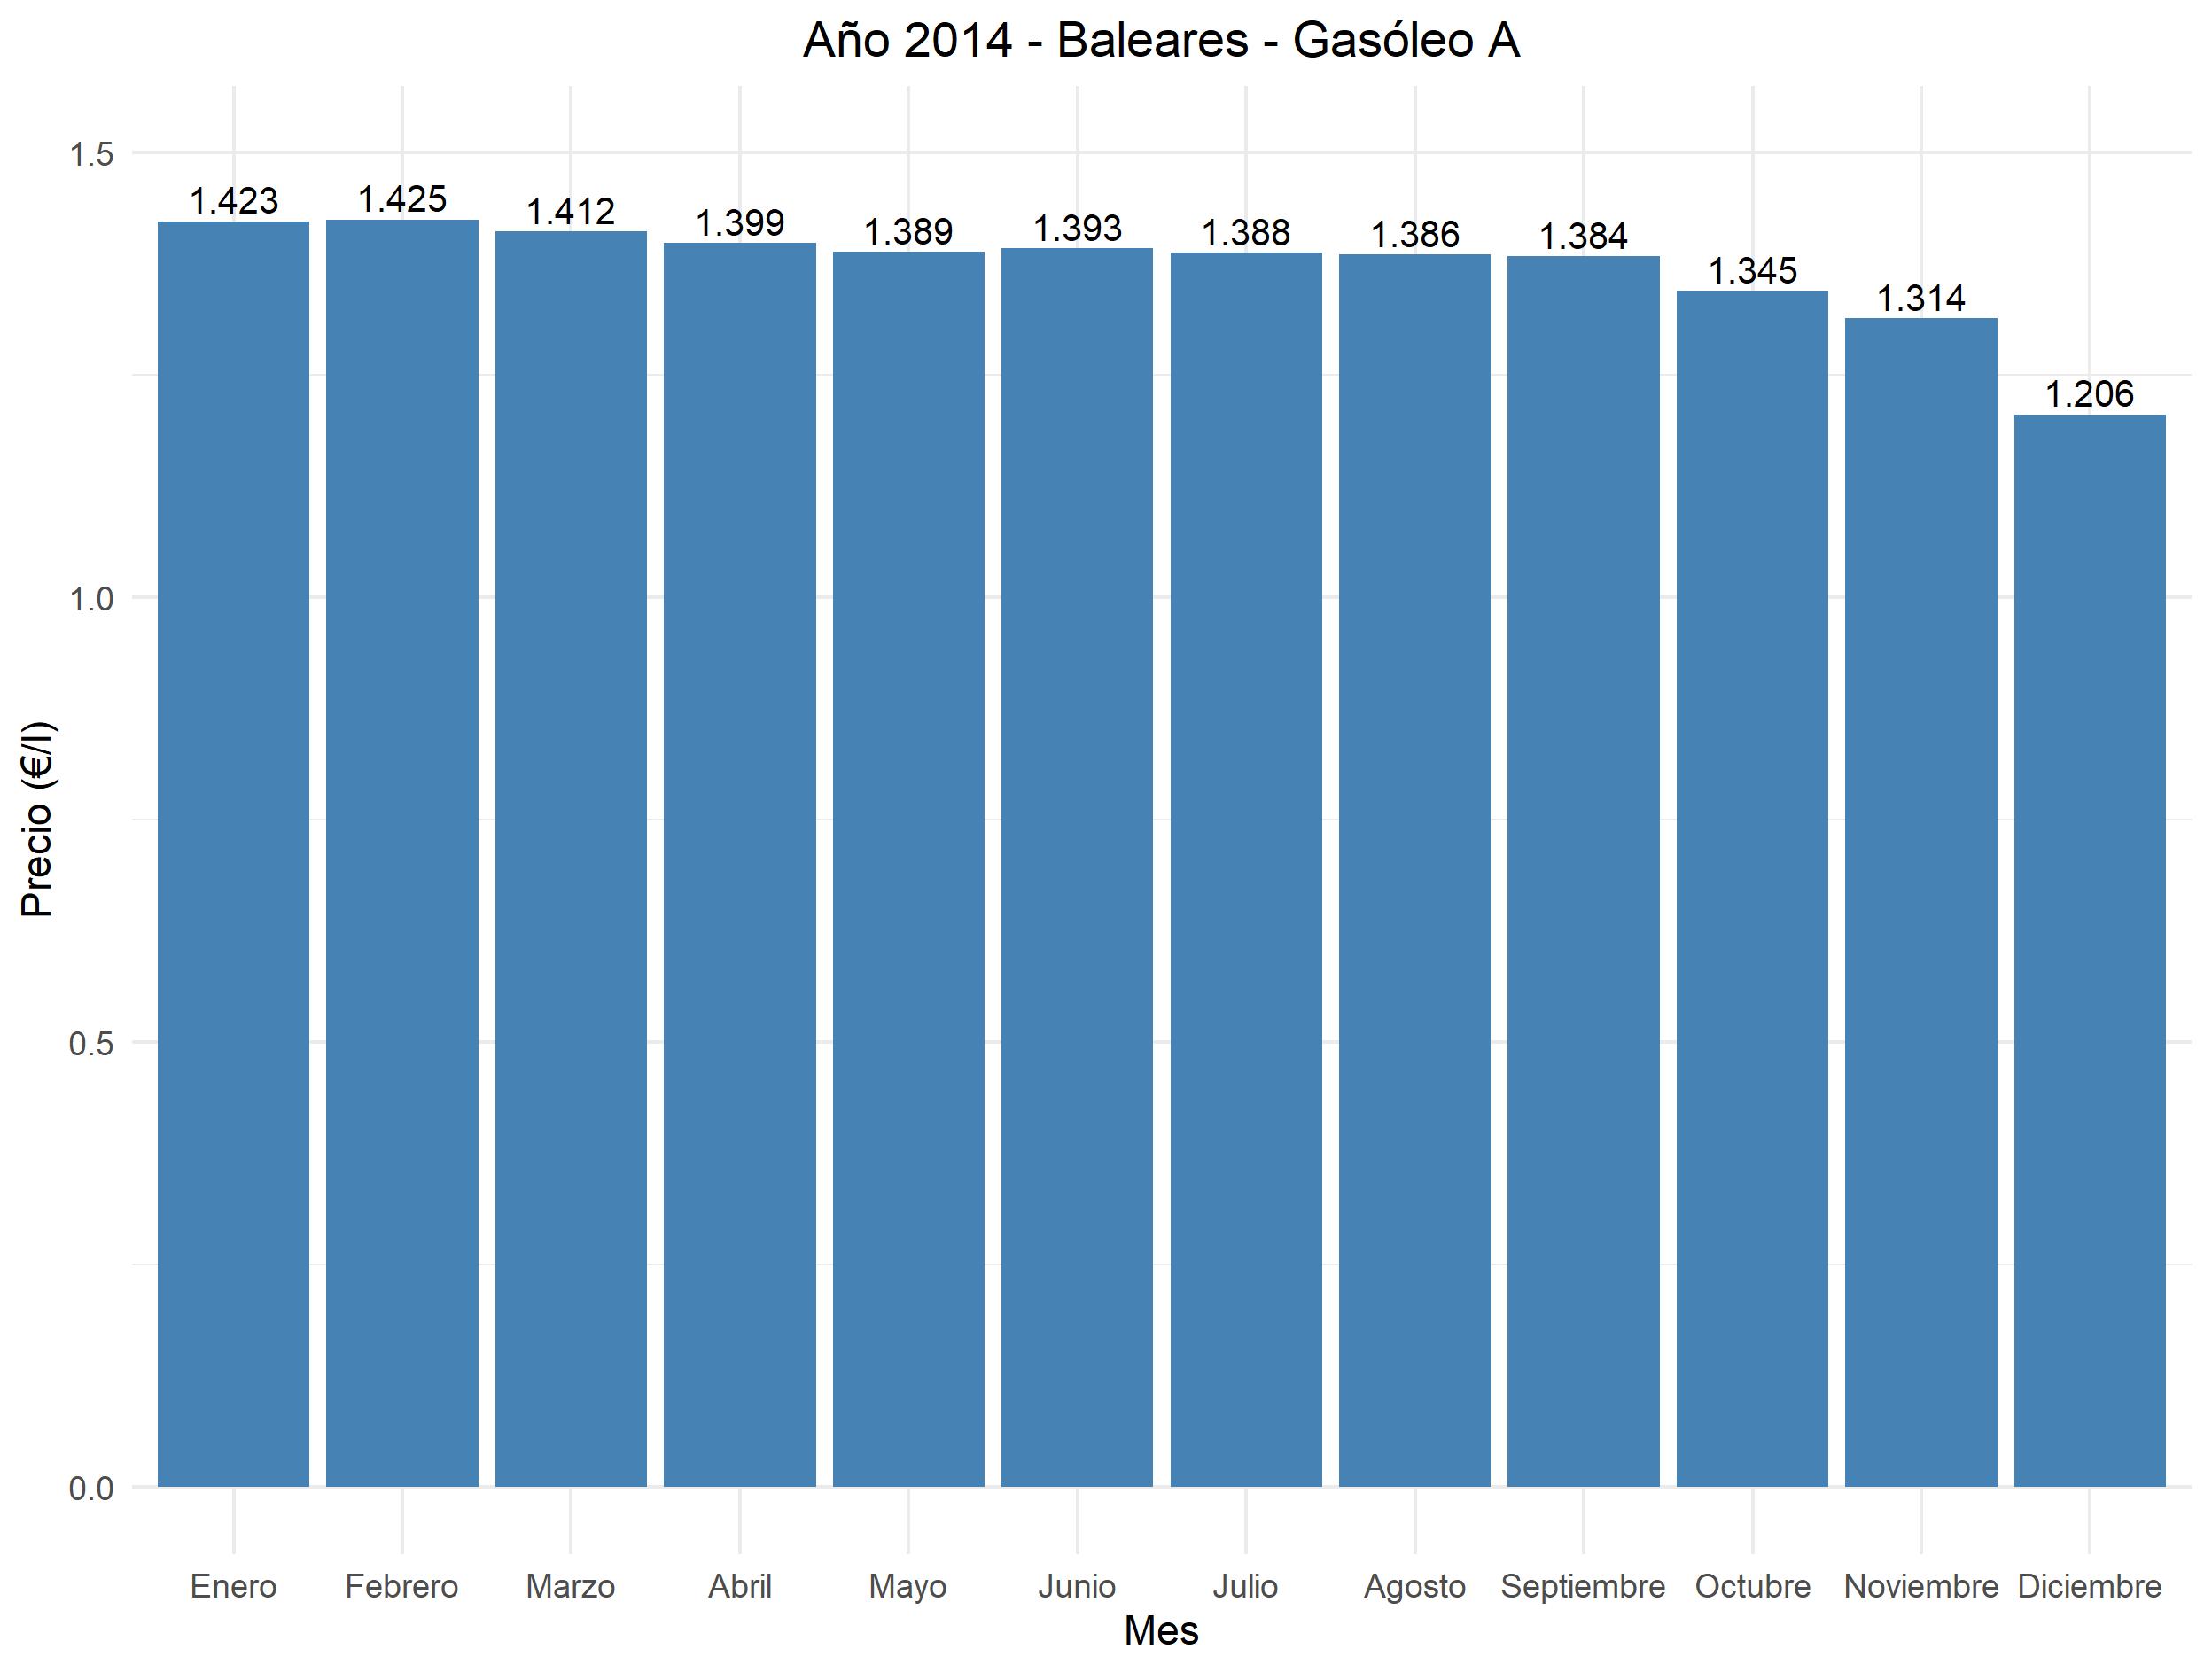 Año 2014 - Baleares - Gasóleo A
1.5
1.0
0.5
0.0
Precio (€/l)
1.423
1.425
1.412
1.399
1.389
1.393
1.388
1.386
1.384
1.345
1.314
1.206
Enero
Febrero
Marzo
Abril
Mayo
Junio
Julio
Agosto
Septiembre
Octubre
Noviembre
Diciembre
Mes